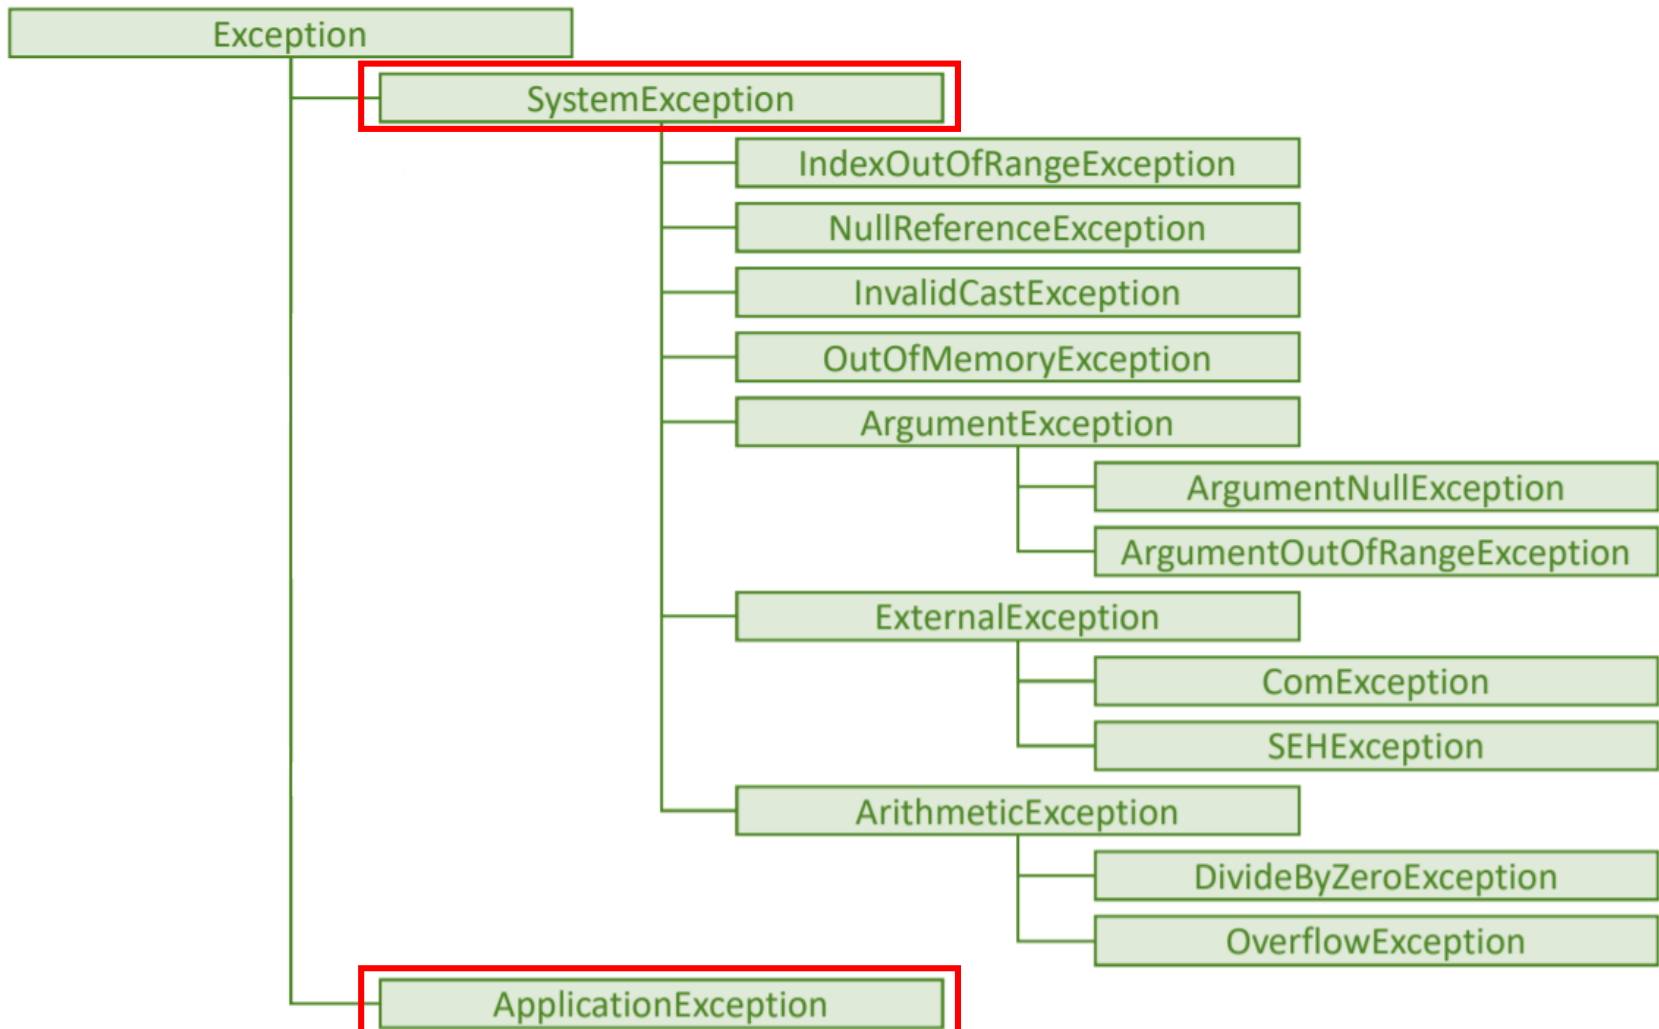 Exception
SystemException
IndexOutOfRangeException
NullReferenceException
InvalidCastException
OutOfMemoryException
ArgumentException
ArgumentNullException
ArgumentOutOfRangeException
ExternalException
ComException
SEHException
ArithmeticException
DivideByZeroException
OverflowException
ApplicationException